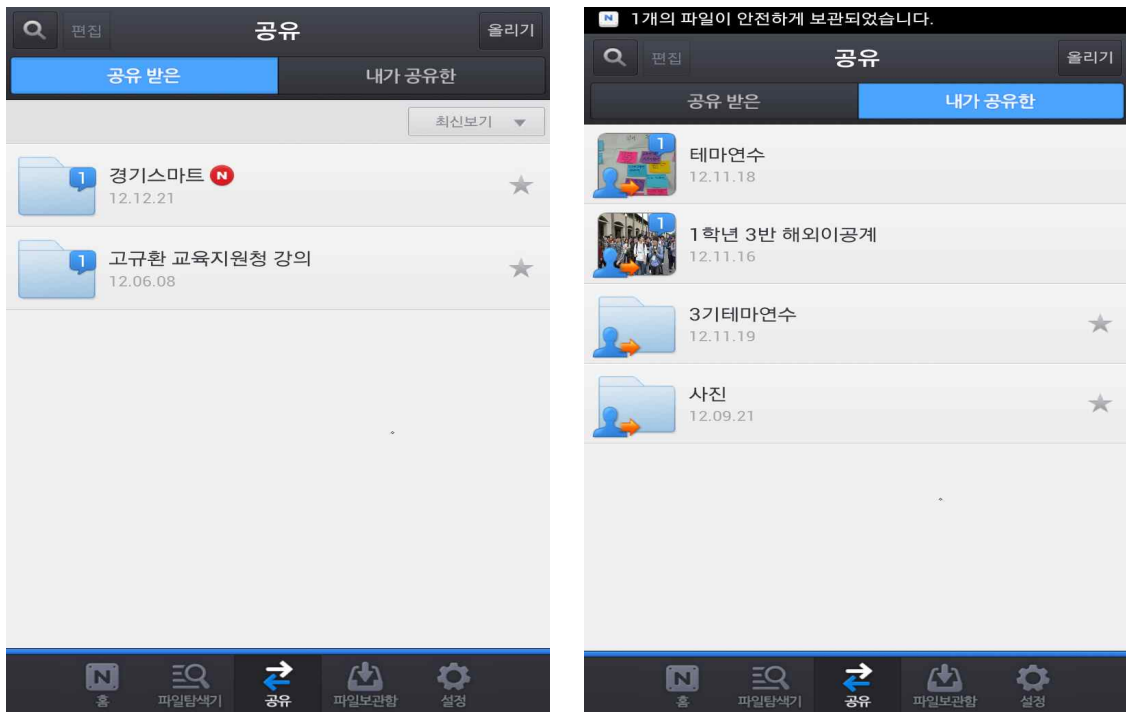 편집
공유
올리기
공유 받은
내가 공유한
최신보기
1
경기스마트 N
12.12.21
1
고규환 교육지원청 강의
12.06.08
N
홈
파일탐색기
공유
파일보관함
설정
N 1개의 파일이 안전하게 보관되었습니다.
편집
공유
올리기
공유 받은
내가 공유한
1
테마연수
12.11.18
1
1학년 3반 해외이공계
12.11.16
3기테마연수
12.11.19
사진
12.09.21
N
홈
파일탐색기
공유
파일보관함
설정